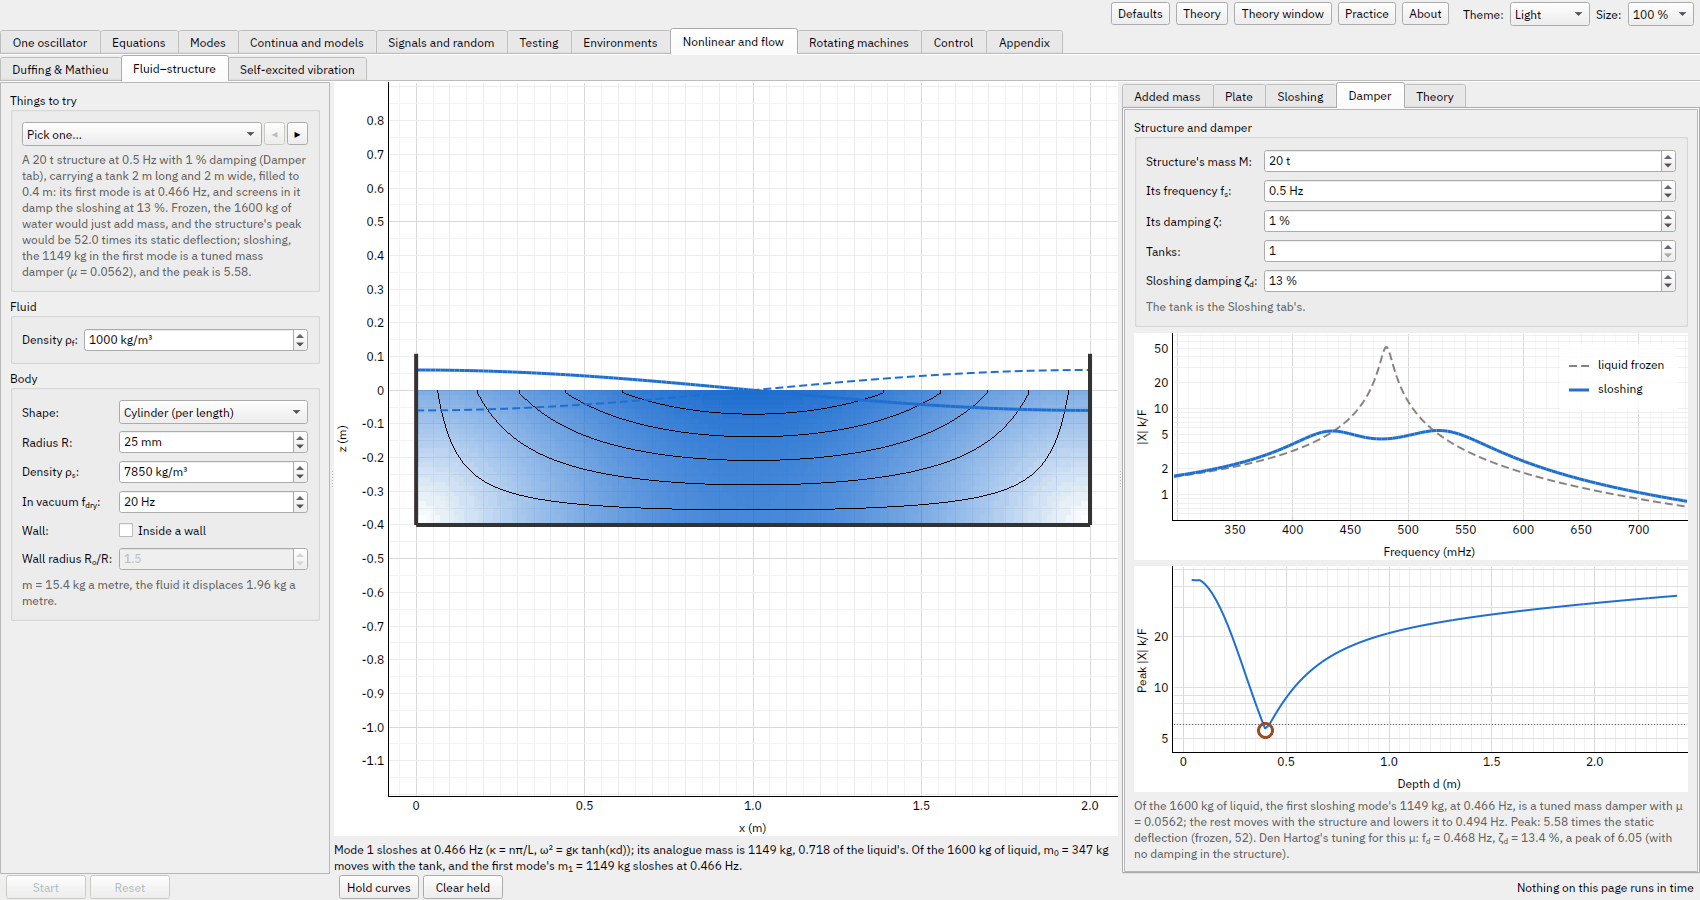 Defaults
Theory
Theory window
Practice
About
Theme:
Light
Size:
100 %
One oscillator
Equations
Modes
Continua and models
Signals and random
Testing
Environments
Nonlinear and flow
Rotating machines
Control
Appendix
Duffing & Mathieu
Fluid–structure
Self-excited vibration
Things to try
Pick one...
A 20 t structure at 0.5 Hz with 1 % damping (Damper
tab), carrying a tank 2 m long and 2 m wide, filled to
0.4 m: its first mode is at 0.466 Hz, and screens in it
damp the sloshing at 13 %. Frozen, the 1600 kg of
water would just add mass, and the structure's peak
would be 52.0 times its static deflection; sloshing,
the 1149 kg in the first mode is a tuned mass
damper (μ = 0.0562), and the peak is 5.58.
Fluid
Density ρf: 1000 kg/m³
Body
Shape: Cylinder (per length)
Radius R: 25 mm
Density ρs: 7850 kg/m³
In vacuum fdry: 20 Hz
Wall: Inside a wall
Wall radius Ro/R: 1.5
m = 15.4 kg a metre, the fluid it displaces 1.96 kg a
metre.
Start
Reset
z (m)
0.8
0.7
0.6
0.5
0.4
0.3
0.2
0.1
0
-0.1
-0.2
-0.3
-0.4
-0.5
-0.6
-0.7
-0.8
-0.9
-1.0
-1.1
0 0.5 1.0 1.5 2.0
x (m)
Mode 1 sloshes at 0.466 Hz (κ = nπ/L, ω² = gκ tanh(κd)); its analogue mass is 1149 kg, 0.718 of the liquid's. Of the 1600 kg of liquid, m₀ = 347 kg
moves with the tank, and the first mode's m₁ = 1149 kg sloshes at 0.466 Hz.
Hold curves
Clear held
Added mass
Plate
Sloshing
Damper
Theory
Structure and damper
Structure's mass M: 20 t
Its frequency fs: 0.5 Hz
Its damping ζ: 1 %
Tanks: 1
Sloshing damping ζd: 13 %
The tank is the Sloshing tab's.
|X| k/F
50
20
10
5
2
1
liquid frozen
sloshing
350 400 450 500 550 600 650 700
Frequency (mHz)
Peak |X| k/F
20
10
5
0 0.5 1.0 1.5 2.0
Depth d (m)
Of the 1600 kg of liquid, the first sloshing mode's 1149 kg, at 0.466 Hz, is a tuned mass damper with μ
= 0.0562; the rest moves with the structure and lowers it to 0.494 Hz. Peak: 5.58 times the static
deflection (frozen, 52). Den Hartog's tuning for this μ: fd = 0.468 Hz, ζd = 13.4 %, a peak of 6.05 (with
no damping in the structure).
Nothing on this page runs in time